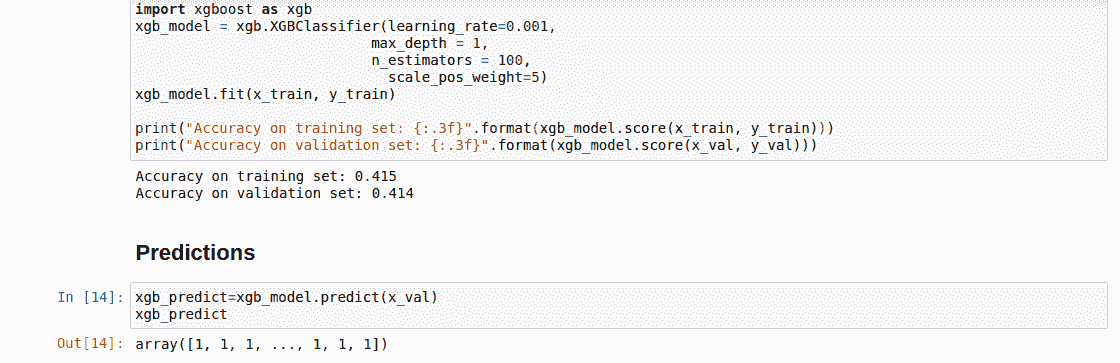 import xgboost as xgb
xgb_model = xgb.XGBClassifier(learning_rate=0.001,
                            max_depth = 1,
                            n_estimators = 100,
                              scale_pos_weight=5)
xgb_model.fit(x_train, y_train)

print("Accuracy on training set: {:.3f}".format(xgb_model.score(x_train, y_train)))
print("Accuracy on validation set: {:.3f}".format(xgb_model.score(x_val, y_val)))
Accuracy on training set: 0.415
Accuracy on validation set: 0.414
Predictions
In [14]: xgb_predict=xgb_model.predict(x_val)
xgb_predict
Out[14]: array([1, 1, 1, ..., 1, 1, 1])